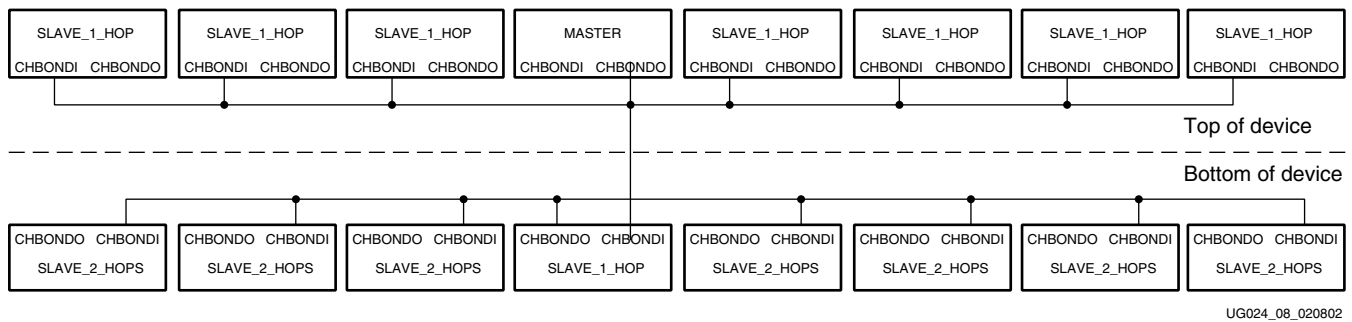 SLAVE_1_HOP SLAVE_1_HOP SLAVE_1_HOP MASTER SLAVE_1_HOP SLAVE_1_HOP SLAVE_1_HOP SLAVE_1_HOP
CHBONDI CHBONDO CHBONDI CHBONDO CHBONDI CHBONDO CHBONDI CHBONDO CHBONDI CHBONDO CHBONDI CHBONDO CHBONDI CHBONDO CHBONDI CHBONDO
Top of device
Bottom of device
CHBONDO CHBONDI CHBONDO CHBONDI CHBONDO CHBONDI CHBONDO CHBONDI CHBONDO CHBONDI CHBONDO CHBONDI CHBONDO CHBONDI CHBONDO CHBONDI
SLAVE_2_HOPS SLAVE_2_HOPS SLAVE_2_HOPS SLAVE_1_HOP SLAVE_2_HOPS SLAVE_2_HOPS SLAVE_2_HOPS SLAVE_2_HOPS
UG024_08_020802